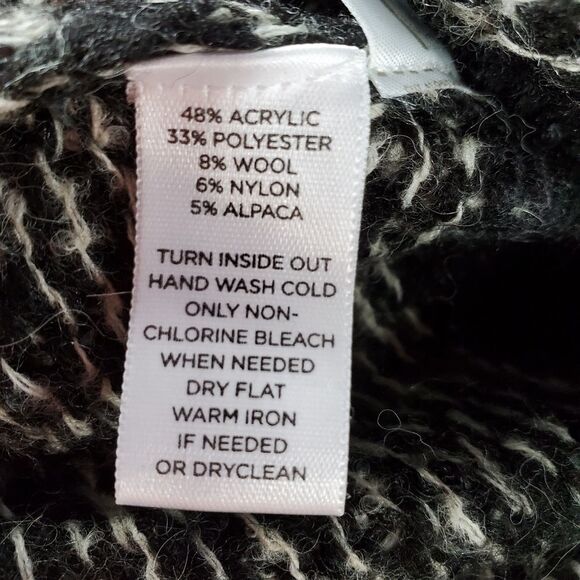 48% ACRYLIC
33% POLYESTER
8% WOOL
6% NYLON
5% ALPACA
TURN INSIDE OUT
HAND WASH COLD
ONLY NON-
CHLORINE BLEACH
WHEN NEEDED
DRY FLAT
WARM IRON
IF NEEDED
OR DRYCLEAN